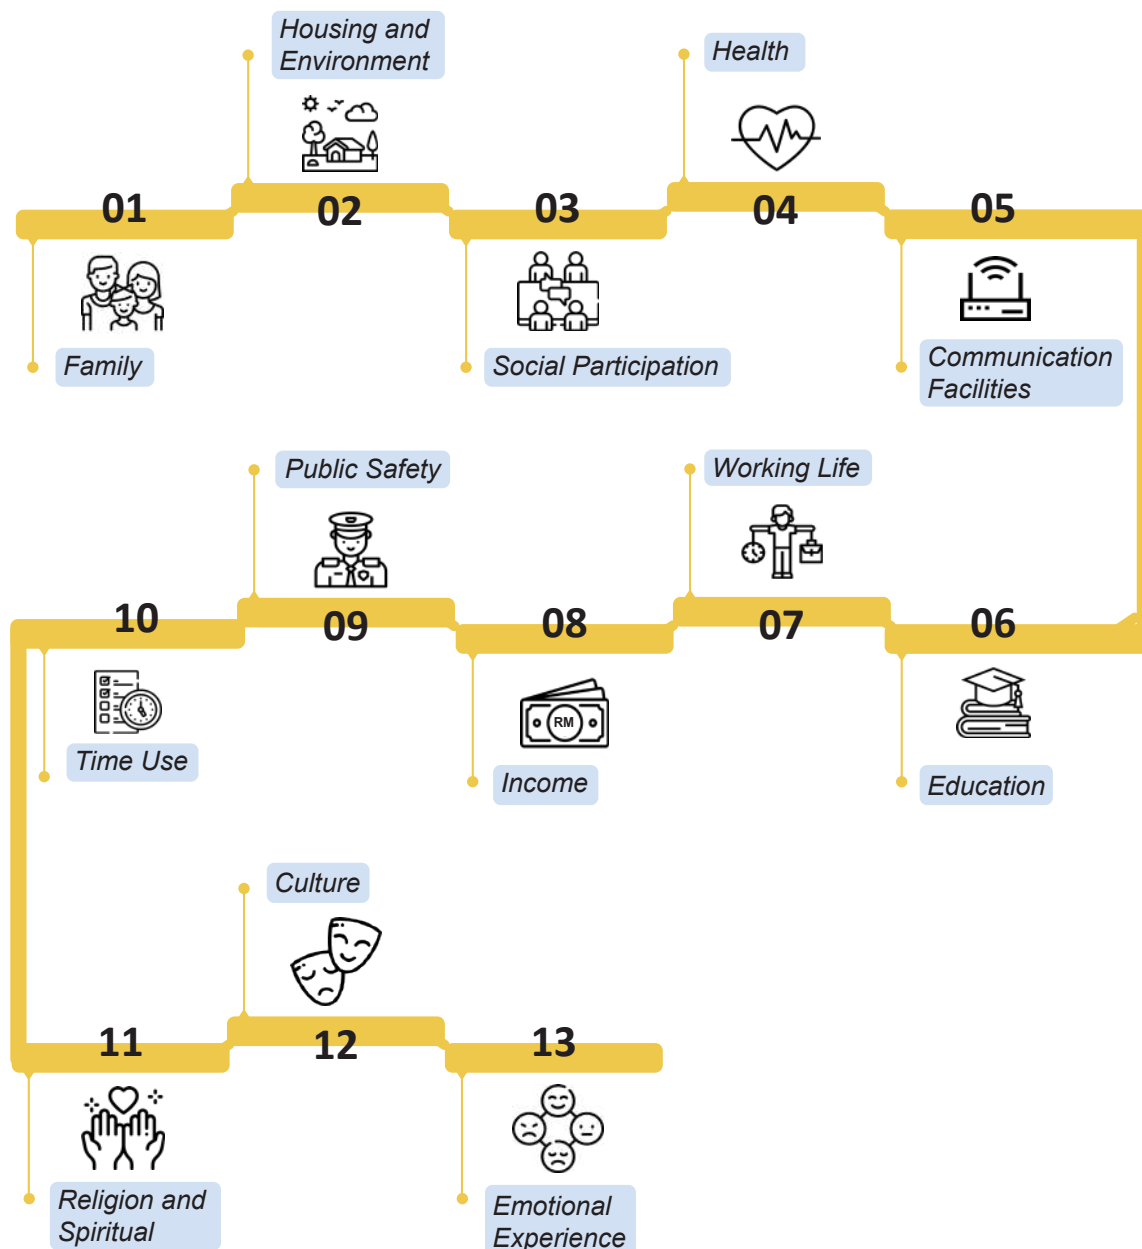 01
Family
02
Housing and
Environment
03
Social Participation
04
Health
05
Communication
Facilities
06
Education
07
Working Life
08
RM
Income
09
Public Safety
10
Time Use
11
Religion and
Spiritual
12
Culture
13
Emotional
Experience